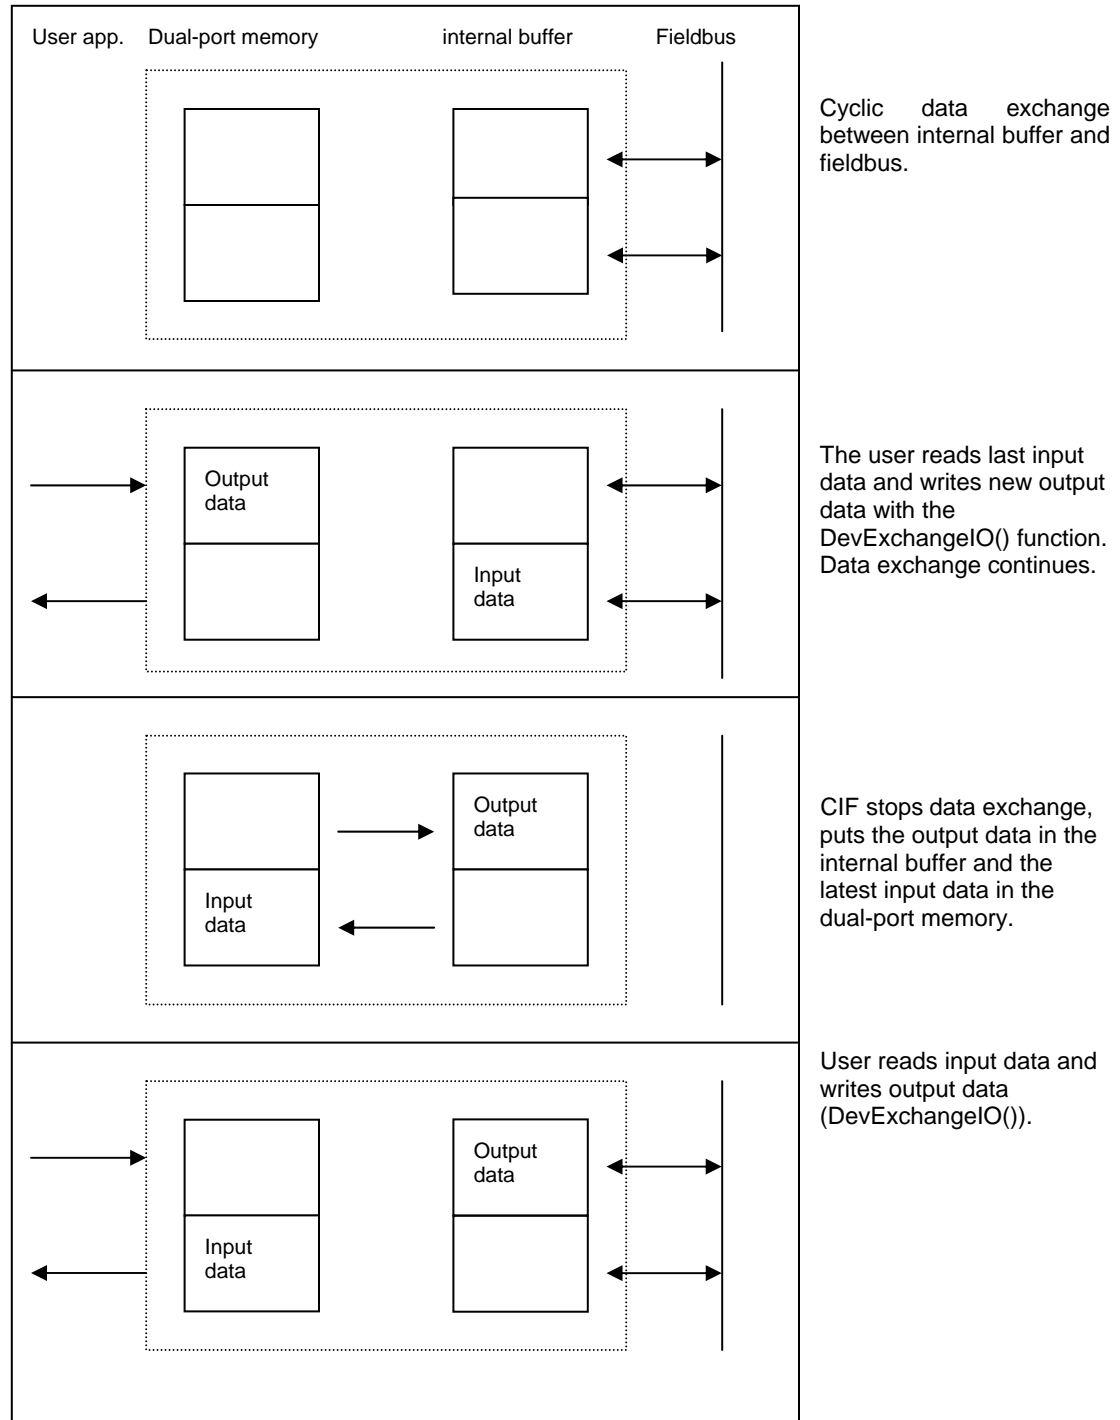 User app. Dual-port memory internal buffer Fieldbus
Cyclic data exchange
between internal buffer and
fieldbus.
Output
data
Input
data
The user reads last input
data and writes new output
data with the
DevExchangeIO() function.
Data exchange continues.
Output
data
Input
data
CIF stops data exchange,
puts the output data in the
internal buffer and the
latest input data in the
dual-port memory.
User reads input data and
writes output data
(DevExchangeIO()).
Output
data
Input
data